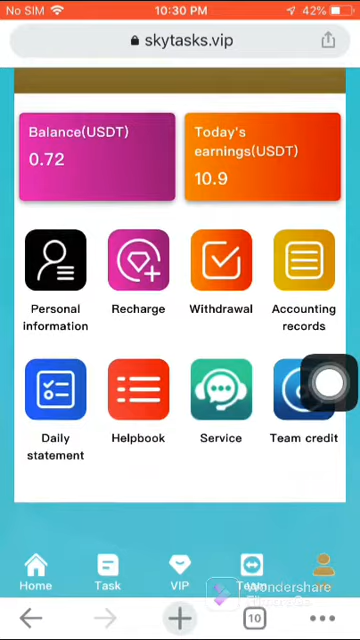 No SIM 10:30 PM 42%
skytasks.vip
Balance(USDT)
0.72
Today's
earnings(USDT)
10.9
Personal
information
Recharge
Withdrawal
Accounting
records
Daily
statement
Helpbook
Service
Team credit
Home
Task
VIP
Team
Wondershare
10